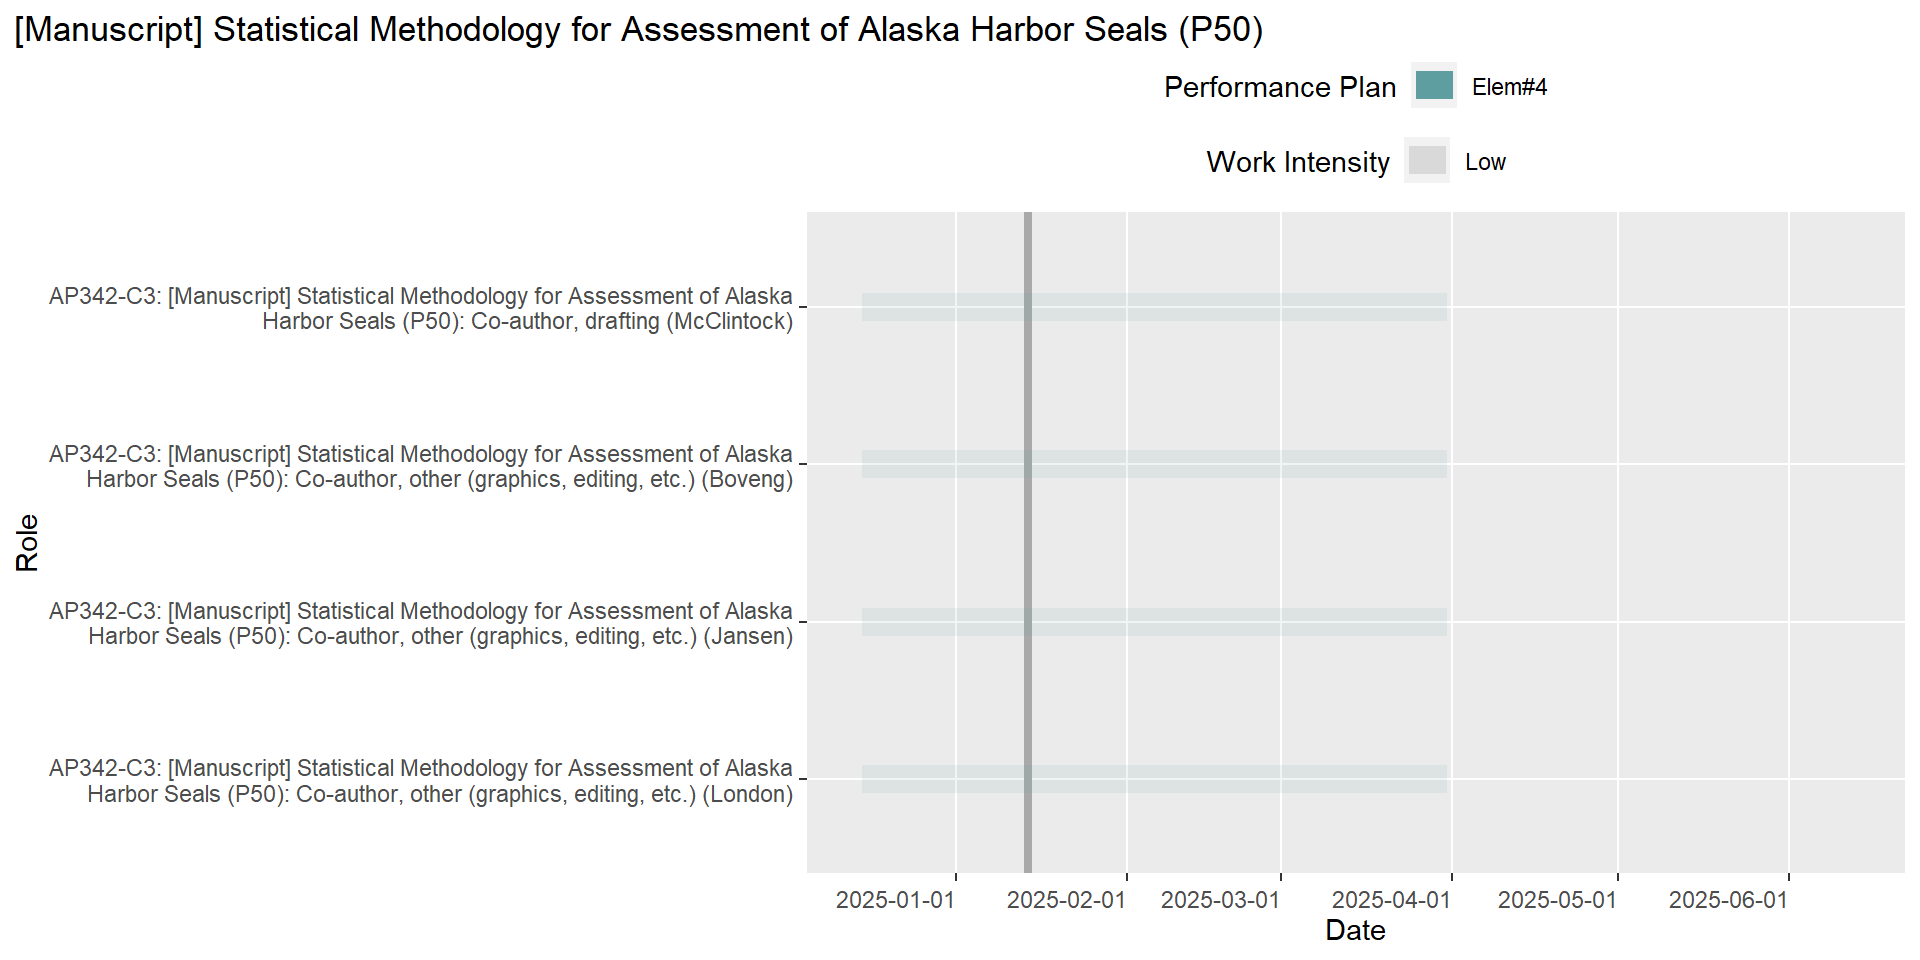 [Manuscript] Statistical Methodology for Assessment of Alaska Harbor Seals (P50)
Performance Plan
Elem#4
Work Intensity
Low
Role
AP342-C3: [Manuscript] Statistical Methodology for Assessment of Alaska
Harbor Seals (P50): Co-author, drafting (McClintock)
AP342-C3: [Manuscript] Statistical Methodology for Assessment of Alaska
Harbor Seals (P50): Co-author, other (graphics, editing, etc.) (Boveng)
AP342-C3: [Manuscript] Statistical Methodology for Assessment of Alaska
Harbor Seals (P50): Co-author, other (graphics, editing, etc.) (Jansen)
AP342-C3: [Manuscript] Statistical Methodology for Assessment of Alaska
Harbor Seals (P50): Co-author, other (graphics, editing, etc.) (London)
2025-01-01
2025-02-01
2025-03-01
2025-04-01
2025-05-01
2025-06-01
Date